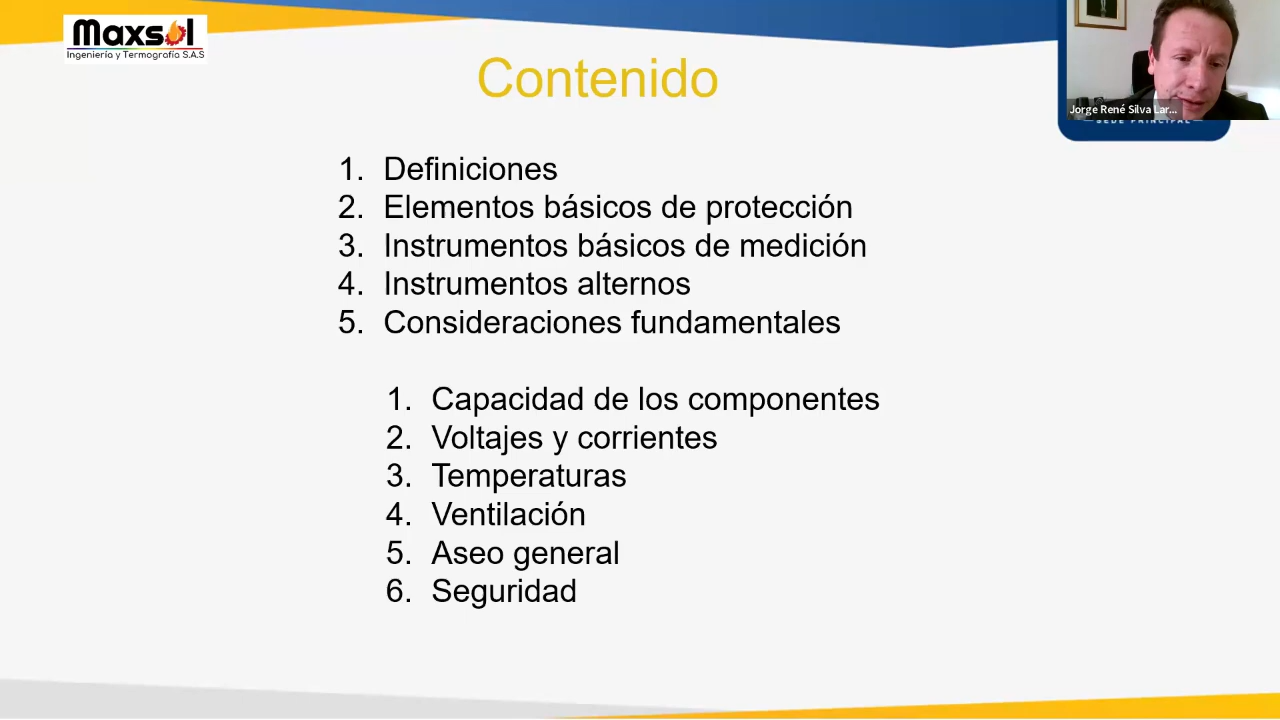 Maxsol
Ingeniería y Termografía S.A.S
Contenido
Jorge René Silva Lar...
SEDE PRINCIPAL
1. Definiciones
2. Elementos básicos de protección
3. Instrumentos básicos de medición
4. Instrumentos alternos
5. Consideraciones fundamentales
1. Capacidad de los componentes
2. Voltajes y corrientes
3. Temperaturas
4. Ventilación
5. Aseo general
6. Seguridad